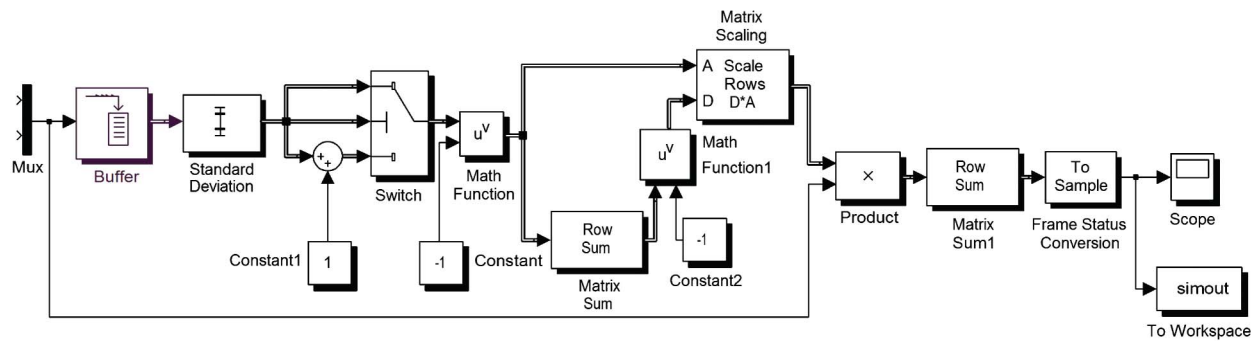 Matrix
Scaling
A
Scale
Rows
D*A
D
Mux
Buffer
Standard
Deviation
+
+
Switch
u^v
Math
Function
u^v
Math
Function1
×
Product
Row
Sum
Matrix
Sum1
To
Sample
Frame Status
Conversion
Scope
Constant1
1
-1
Constant
Row
Sum
Matrix
Sum
-1
Constant2
simout
To Workspace